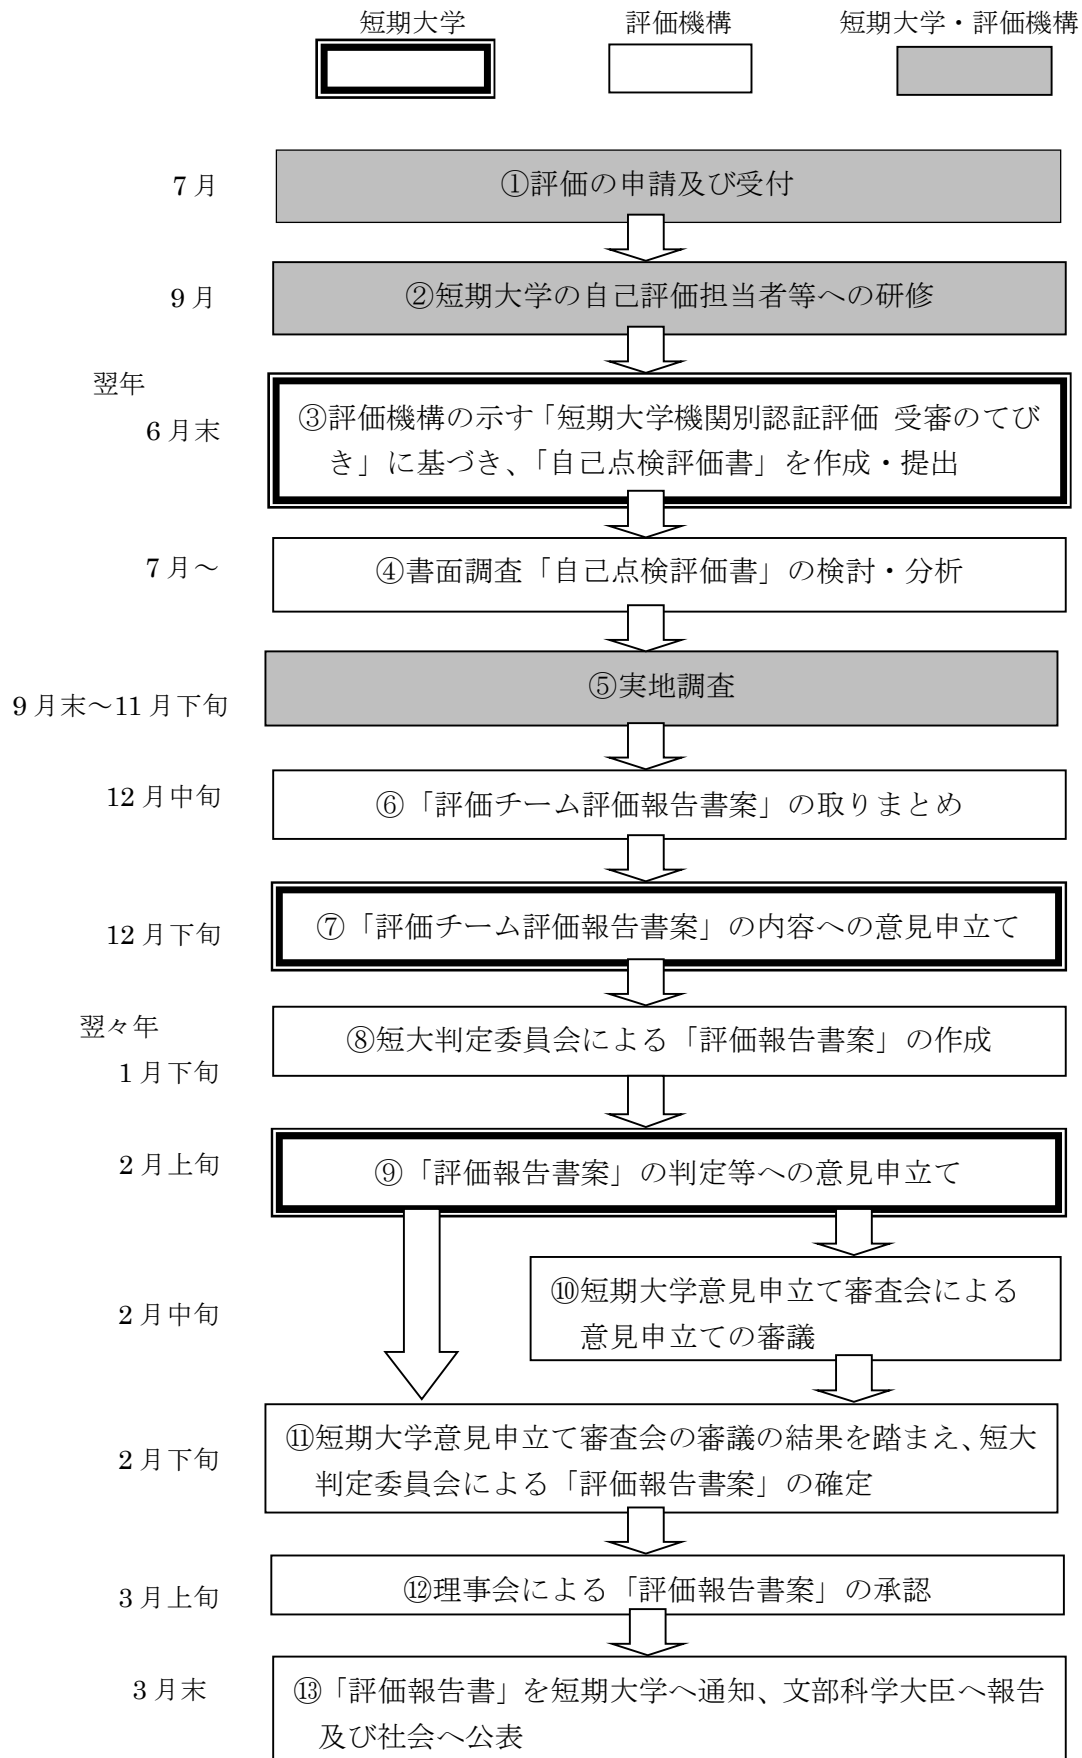 短期大学
評価機構
短期大学・評価機構
7月
①評価の申請及び受付
9月
②短期大学の自己評価担当者等への研修
翌年
6月末
③評価機構の示す「短期大学機関別認証評価 受審のてび
き」に基づき、「自己点検評価書」を作成・提出
7月～
④書面調査「自己点検評価書」の検討・分析
9月末～11月下旬
⑤実地調査
12月中旬
⑥「評価チーム評価報告書案」の取りまとめ
12月下旬
⑦「評価チーム評価報告書案」の内容への意見申立て
翌々年
1月下旬
⑧短大判定委員会による「評価報告書案」の作成
2月上旬
⑨「評価報告書案」の判定等への意見申立て
2月中旬
⑩短期大学意見申立て審査会による
意見申立ての審議
2月下旬
⑪短期大学意見申立て審査会の審議の結果を踏まえ、短大
判定委員会による「評価報告書案」の確定
3月上旬
⑫理事会による「評価報告書案」の承認
3月末
⑬「評価報告書」を短期大学へ通知、文部科学大臣へ報告
及び社会へ公表